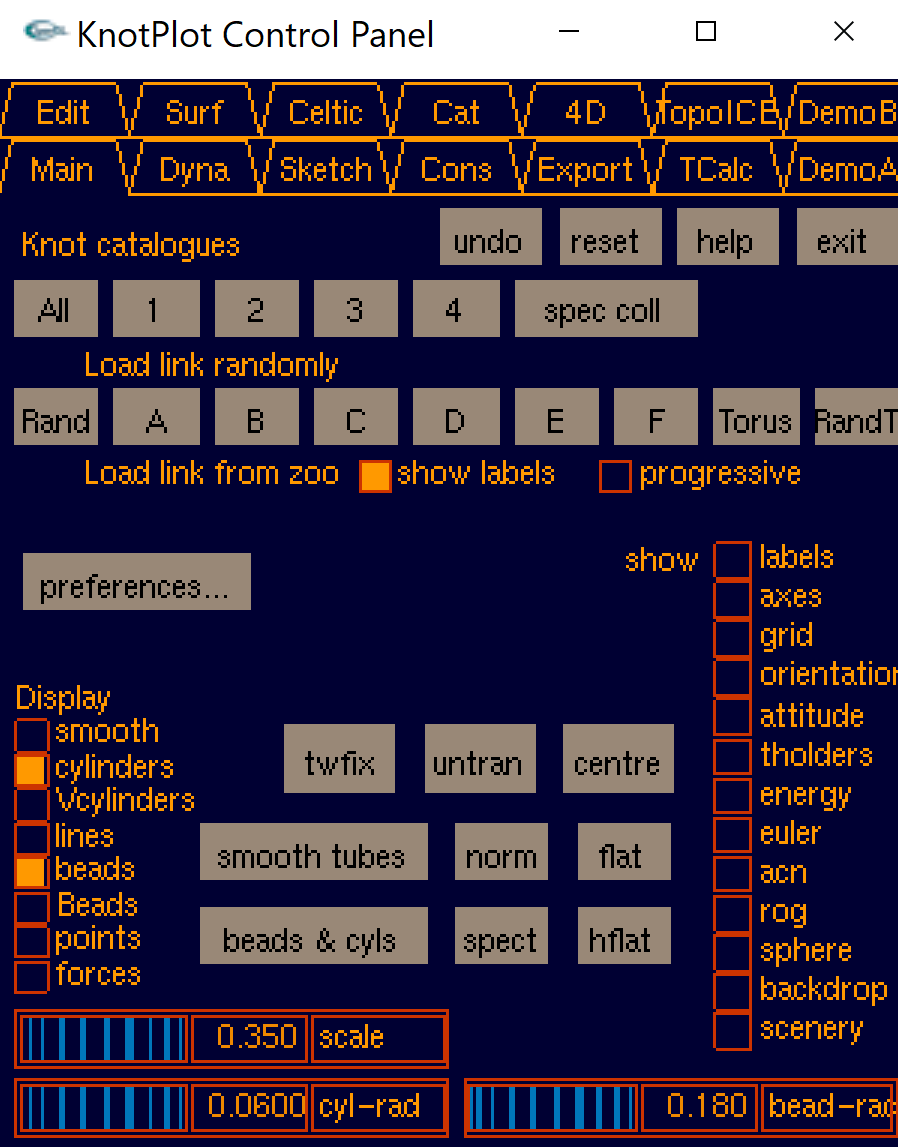 KnotPlot Control Panel
Edit Surf Celtic Cat 4D TopoICE DemoB
Main Dyna Sketch Cons Export TCalc DemoA
Knot catalogues undo reset help exit
All 1 2 3 4 spec coll
Load link randomly
Rand A B C D E F Torus RandT
Load link from zoo show labels progressive
preferences... show labels
axes
grid
orientation
attitude
tholders
energy
euler
acn
rog
sphere
backdrop
scenery
Display
smooth
cylinders
Vcylinders
lines
beads
Beads
points
forces
twfix untran centre
smooth tubes norm flat
beads & cyls spect hflat
0.350 scale
0.0600 cyl-rad 0.180 bead-rad